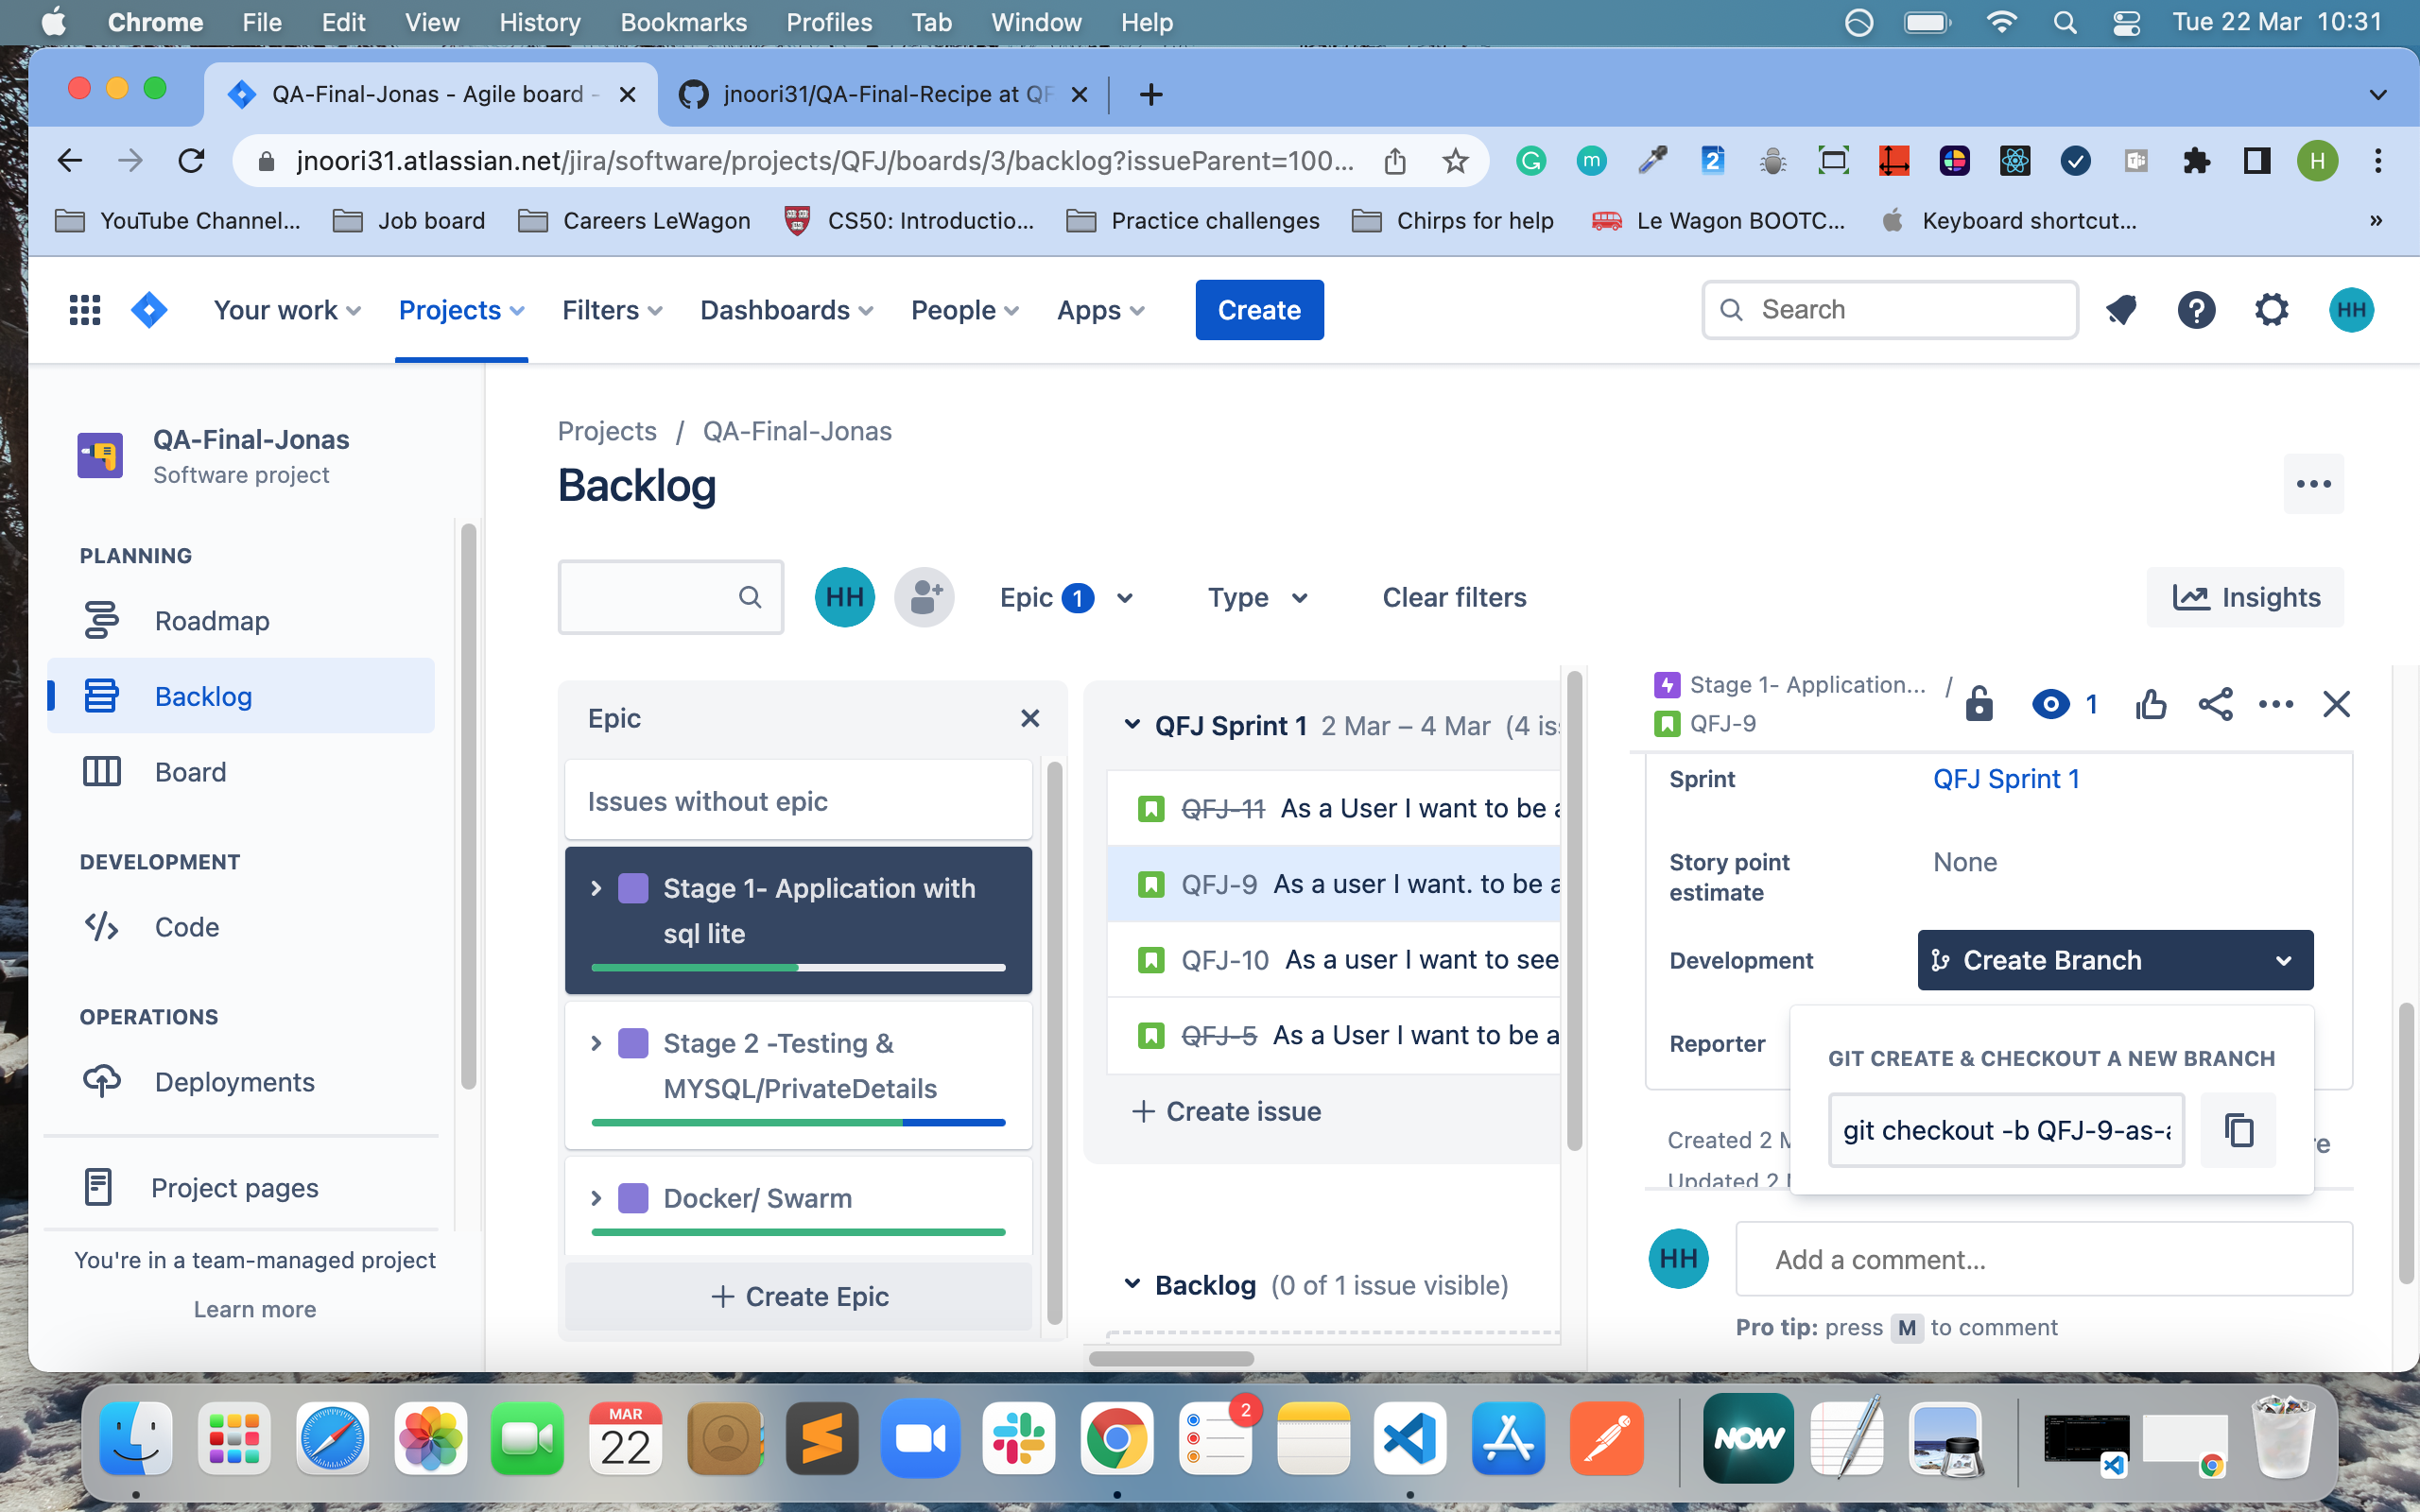 Chrome File Edit View History Bookmarks Profiles Tab Window Help Tue 22 Mar 10:31
QA-Final-Jonas - Agile board - jnoori31/QA-Final-Recipe at QF
jnoori31.atlassian.net/jira/software/projects/QFJ/boards/3/backlog?issueParent=100... G m 2 H
YouTube Channel... Job board Careers LeWagon CS50: Introductio... Practice challenges Chirps for help Le Wagon BOOTC... Keyboard shortcut... »
Your work Projects Filters Dashboards People Apps Create Search ? HH
QA-Final-Jonas
Software project
PLANNING
Roadmap
Backlog
Board
DEVELOPMENT
Code
OPERATIONS
Deployments
Project pages
You're in a team-managed project
Learn more
Projects / QA-Final-Jonas
Backlog
HH Epic 1 Type Clear filters Insights
Epic
Issues without epic
Stage 1- Application with
sql lite
Stage 2 -Testing &
MYSQL/PrivateDetails
Docker/ Swarm
+ Create Epic
QFJ Sprint 1 2 Mar – 4 Mar (4 is
QFJ-11 As a User I want to be a
QFJ-9 As a user I want. to be a
QFJ-10 As a user I want to see
QFJ-5 As a User I want to be a
+ Create issue
Backlog (0 of 1 issue visible)
Stage 1- Application... /
QFJ-9
1
Sprint QFJ Sprint 1
Story point
estimate
None
Development Create Branch
Reporter
GIT CREATE & CHECKOUT A NEW BRANCH
git checkout -b QFJ-9-as-a
Created 2 M
Updated 2 M
re
HH Add a comment...
Pro tip: press M to comment
MAR
22
2
NOW